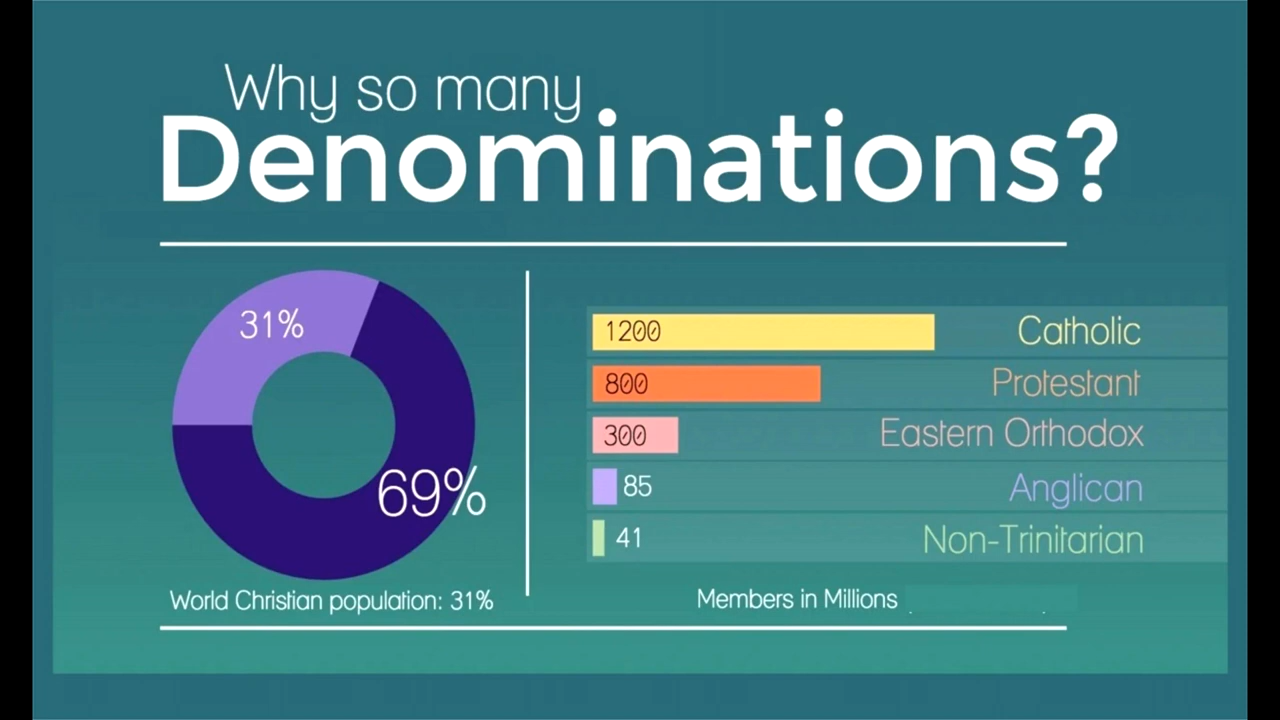 Why so many
Denominations?
31%
69%
World Christian population: 31%
1200 Catholic
800 Protestant
300 Eastern Orthodox
85 Anglican
41 Non-Trinitarian
Members in Millions